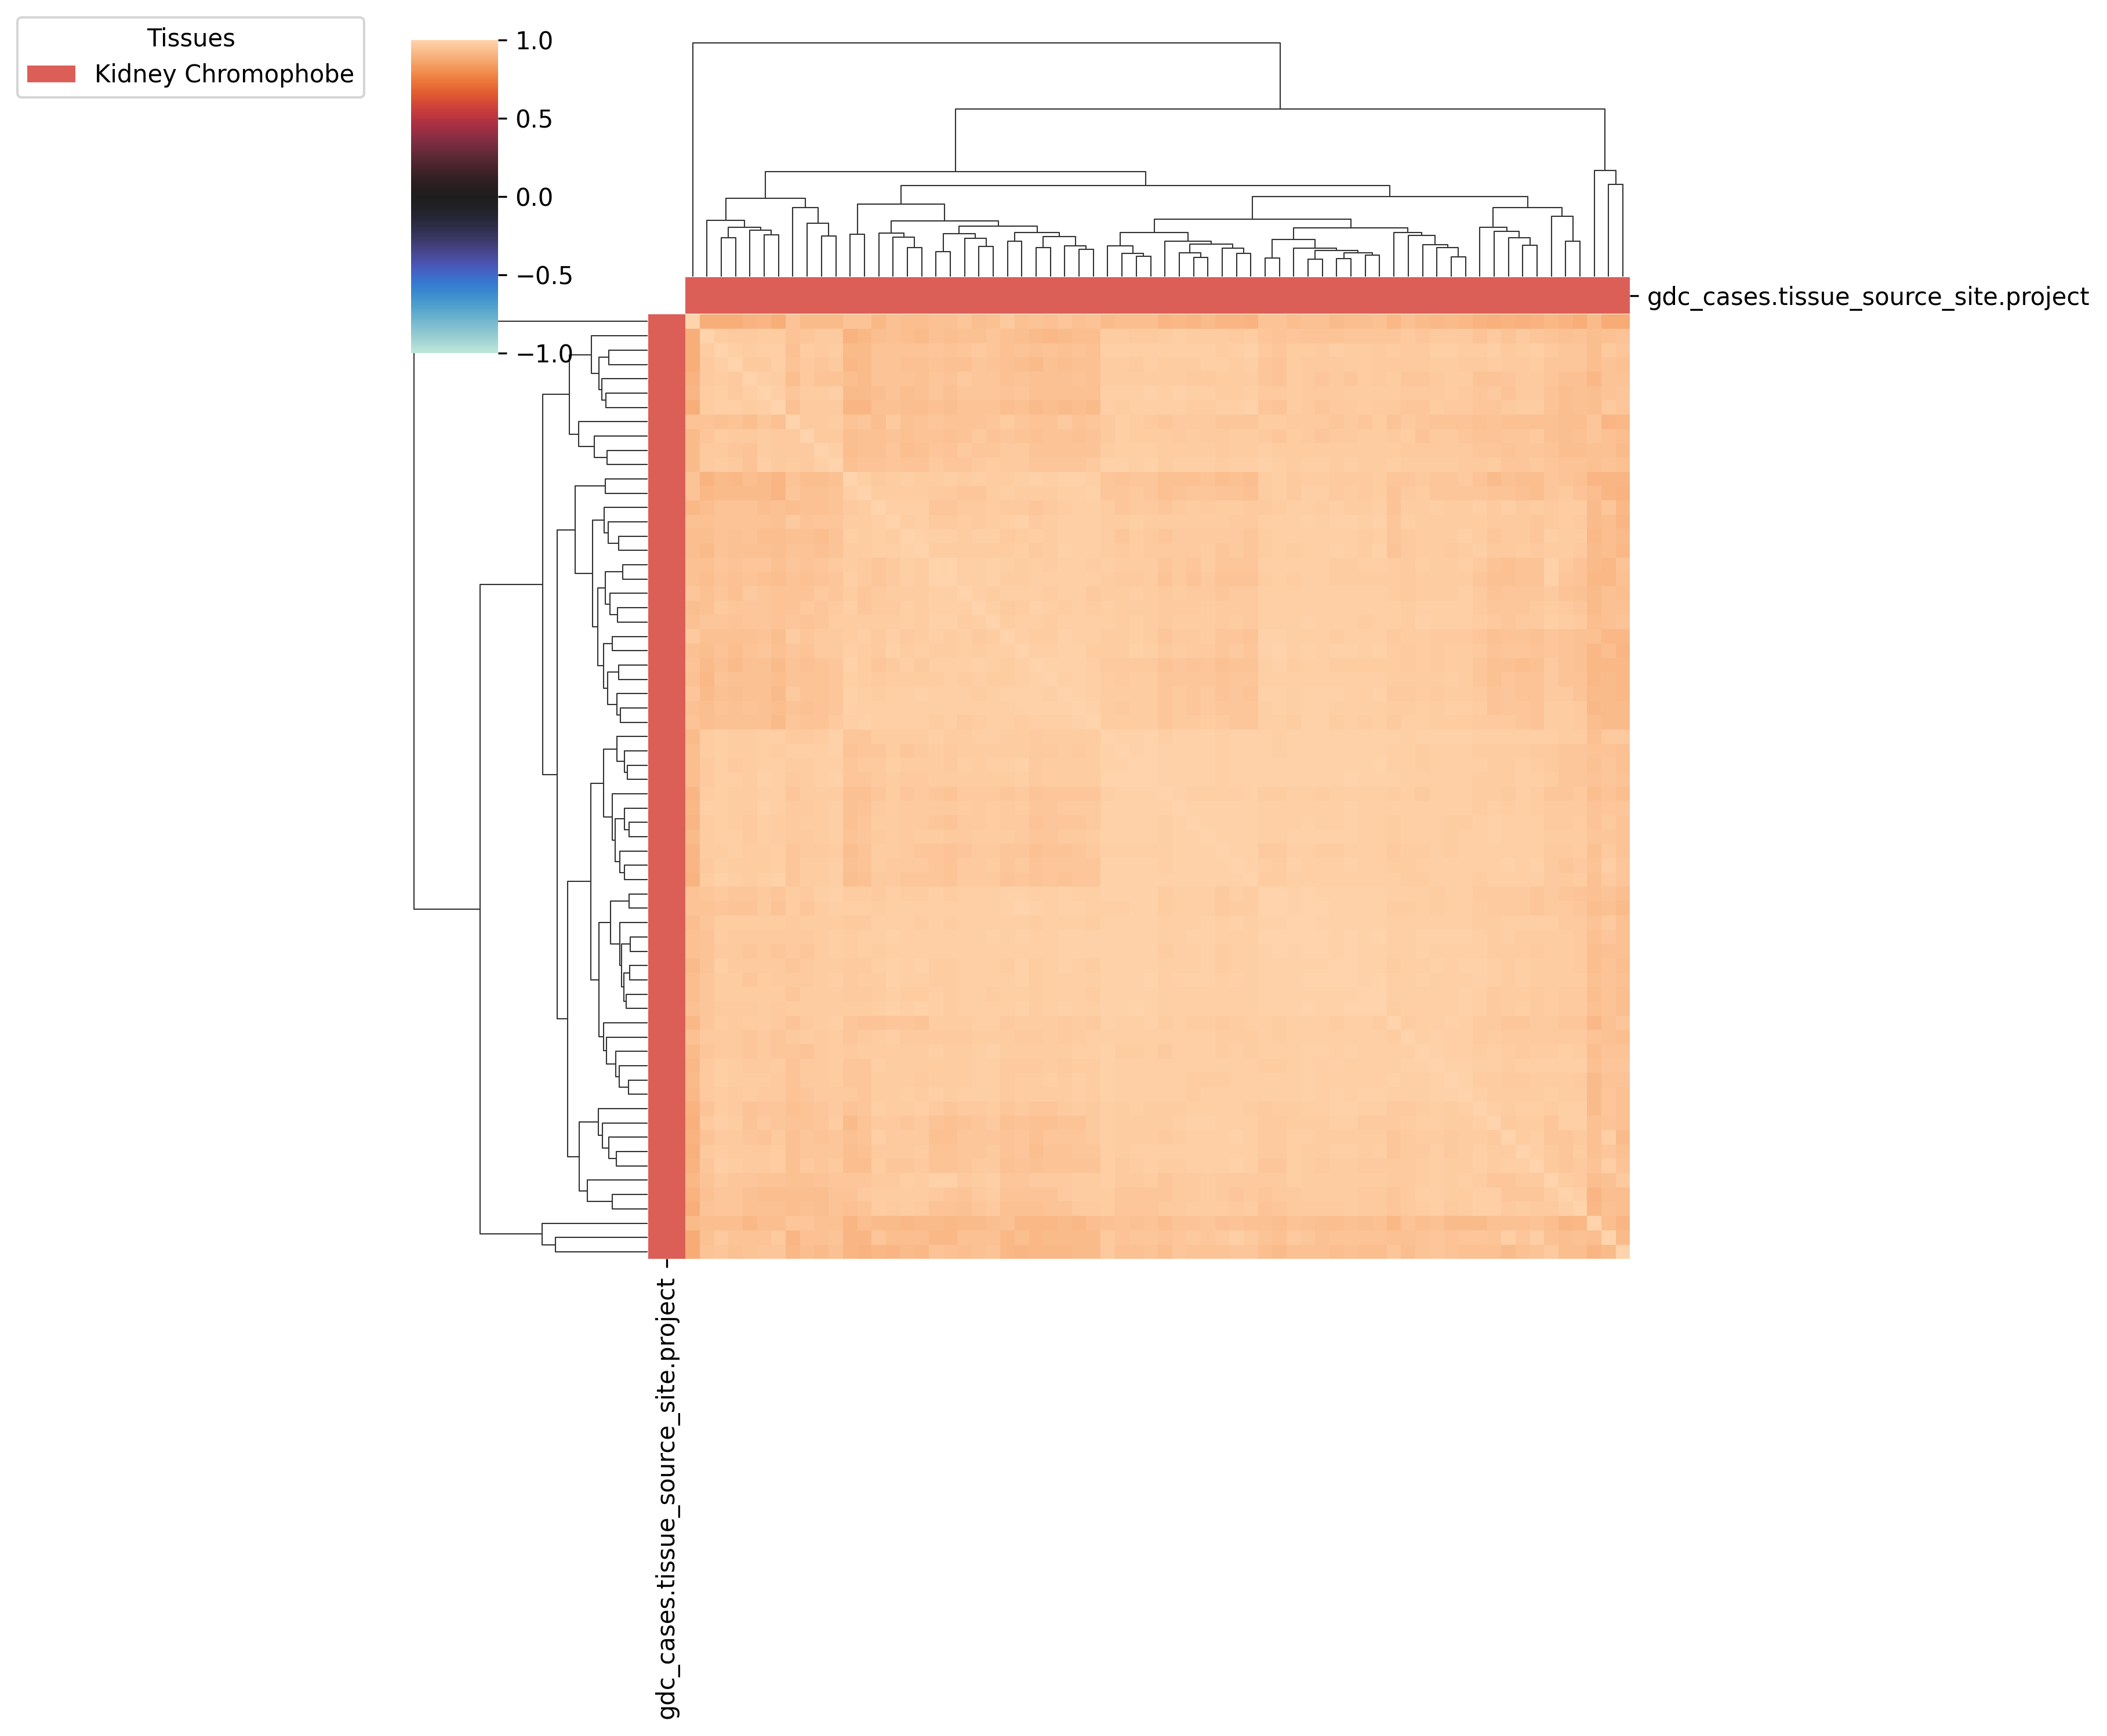 Tissues
Kidney Chromophobe
1.0
0.5
0.0
−0.5
−1.0
gdc_cases.tissue_source_site.project
gdc_cases.tissue_source_site.project